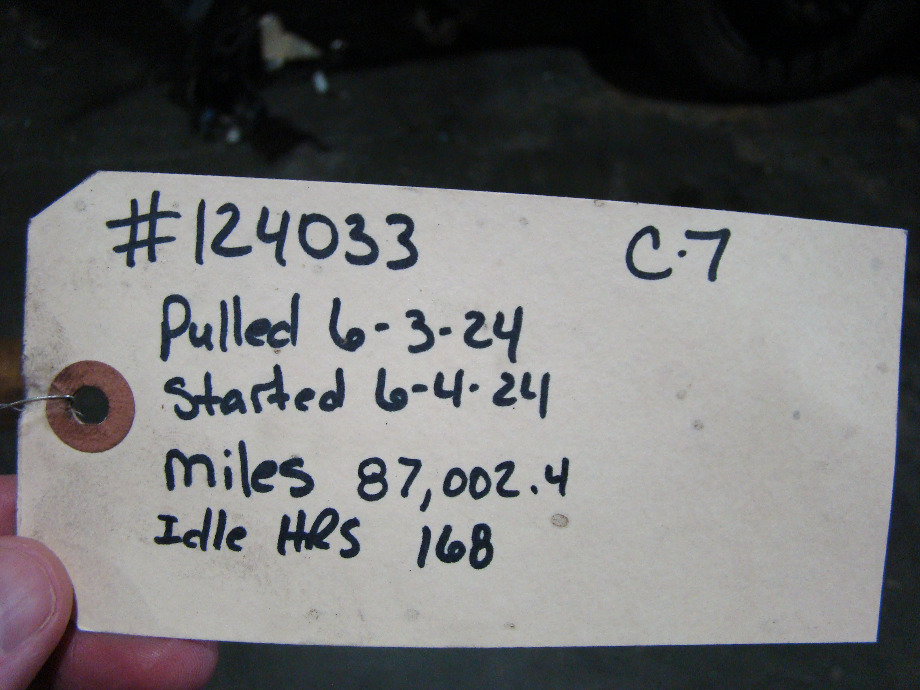 #124033 C-7
Pulled 6-3-24
Started 6-4-24
Miles 87,002.4
Idle HRS 168